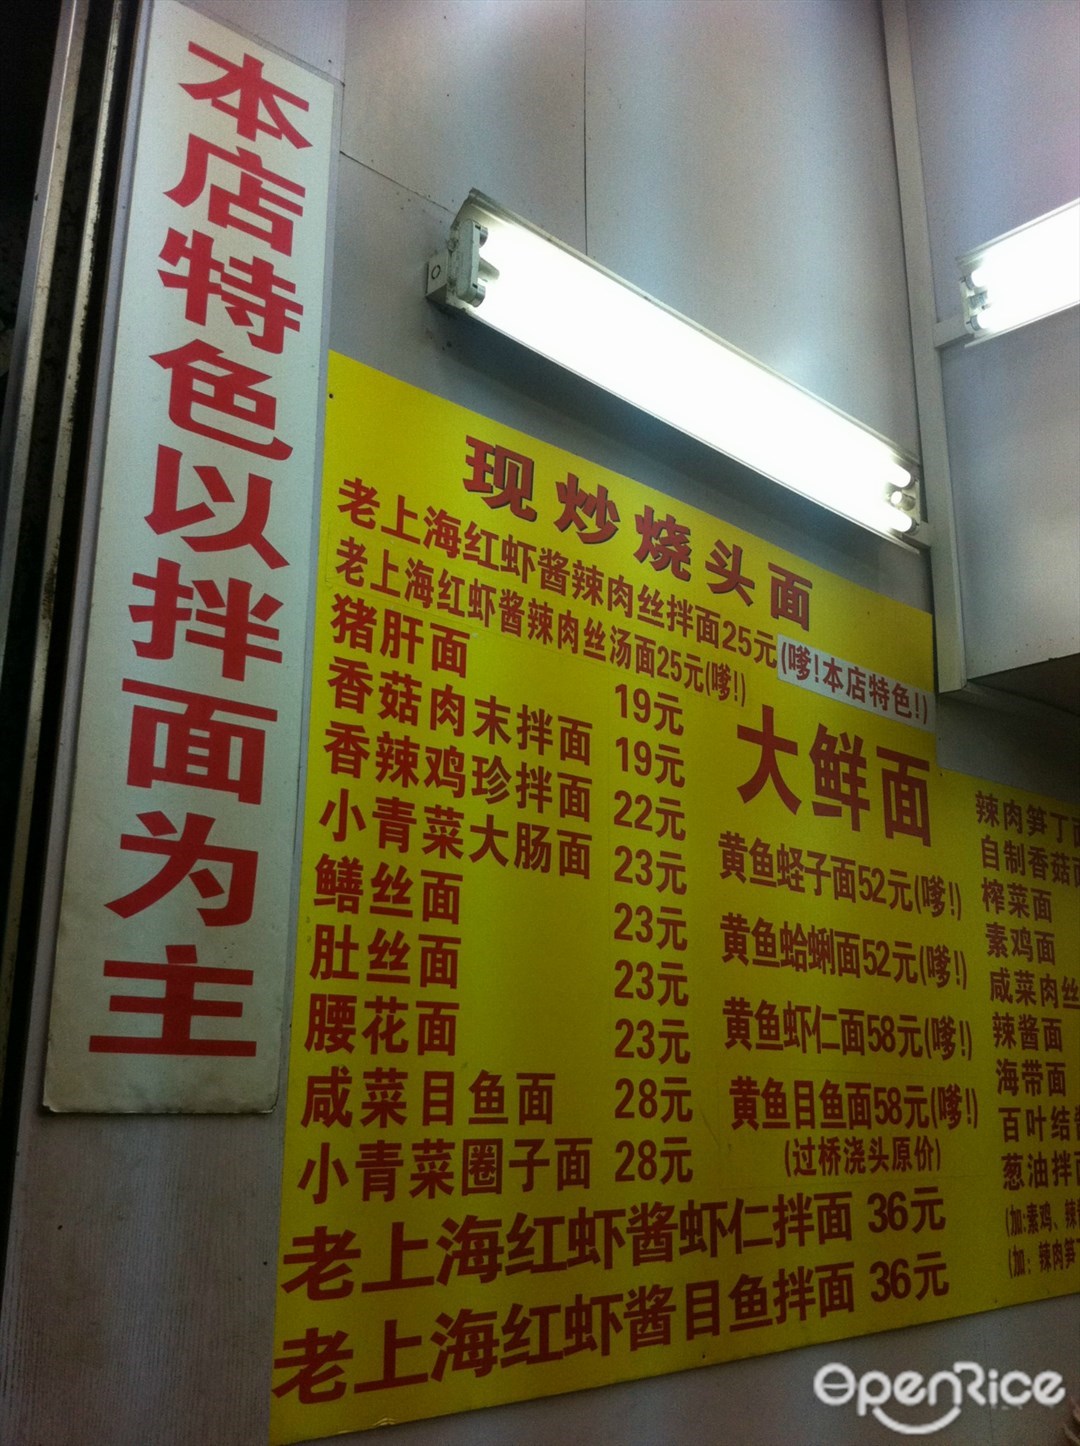 本店特色以拌面为主
现炒烧头面
老上海红虾酱辣肉丝拌面25元(嗲!本店特色!)
老上海红虾酱辣肉丝汤面25元(嗲!)
猪肝面 19元
香菇肉末拌面 19元
香辣鸡珍拌面 22元
小青菜大肠面 23元
鳝丝面 23元
肚丝面 23元
腰花面 23元
咸菜目鱼面 28元
小青菜圈子面 28元
老上海红虾酱虾仁拌面 36元
老上海红虾酱目鱼拌面 36元
大鲜面
黄鱼蛏子面52元(嗲!)
黄鱼蛤蜊面52元(嗲!)
黄鱼虾仁面58元(嗲!)
黄鱼目鱼面58元(嗲!)
(过桥浇头原价)
辣肉笋丁
自制香菇
榨菜面
素鸡面
咸菜肉丝
辣酱面
海带面
百叶结
葱油拌
(加:素鸡、辣
(加：辣肉笋
OpenRice